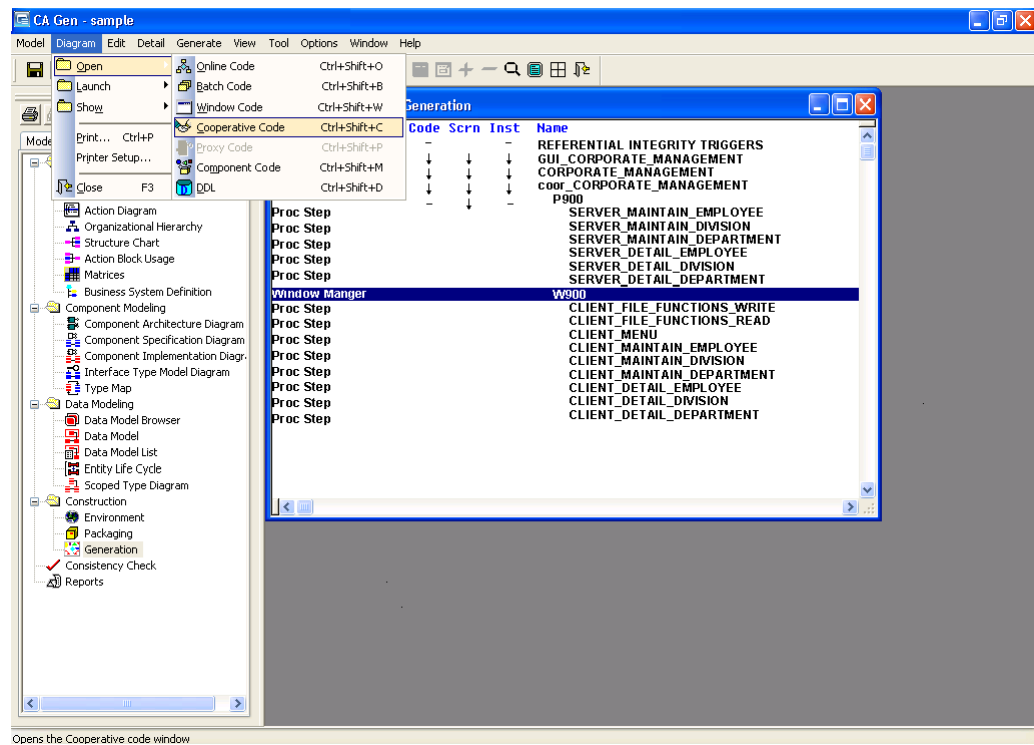 CA Gen - sample
Model Diagram Edit Detail Generate View Tool Options Window Help
Open
Launch
Show
Print... Ctrl+P
Printer Setup...
Close F3
Online Code Ctrl+Shift+O
Batch Code Ctrl+Shift+B
Window Code Ctrl+Shift+W
Cooperative Code Ctrl+Shift+C
Proxy Code Ctrl+Shift+P
Component Code Ctrl+Shift+M
DDL Ctrl+Shift+D
Mode
Action Diagram
Organizational Hierarchy
Structure Chart
Action Block Usage
Matrices
Business System Definition
Component Modeling
Component Architecture Diagram
Component Specification Diagram
Component Implementation Diagr
Interface Type Model Diagram
Type Map
Data Modeling
Data Model Browser
Data Model
Data Model List
Entity Life Cycle
Scoped Type Diagram
Construction
Environment
Packaging
Generation
Consistency Check
Reports
Generation
Code Scrn Inst Name
REFERENTIAL INTEGRITY TRIGGERS
GUI_CORPORATE_MANAGEMENT
CORPORATE_MANAGEMENT
coor_CORPORATE_MANAGEMENT
P900
Proc Step SERVER_MAINTAIN_EMPLOYEE
Proc Step SERVER_MAINTAIN_DIVISION
Proc Step SERVER_MAINTAIN_DEPARTMENT
Proc Step SERVER_DETAIL_EMPLOYEE
Proc Step SERVER_DETAIL_DIVISION
SERVER_DETAIL_DEPARTMENT
Window Manger W900
Proc Step CLIENT_FILE_FUNCTIONS_WRITE
Proc Step CLIENT_FILE_FUNCTIONS_READ
Proc Step CLIENT_MENU
Proc Step CLIENT_MAINTAIN_EMPLOYEE
Proc Step CLIENT_MAINTAIN_DIVISION
Proc Step CLIENT_MAINTAIN_DEPARTMENT
Proc Step CLIENT_DETAIL_EMPLOYEE
Proc Step CLIENT_DETAIL_DIVISION
CLIENT_DETAIL_DEPARTMENT
Opens the Cooperative code window